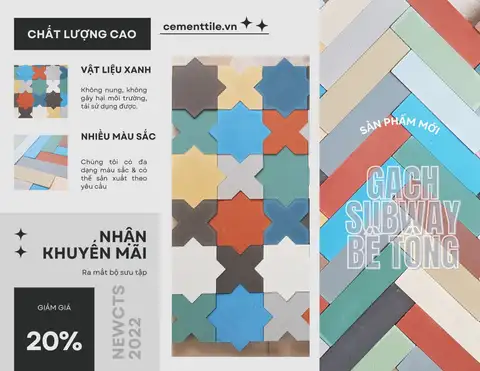 CHẤT LƯỢNG CAO
cementtile.vn
VẬT LIỆU XANH
Không nung, không
gây hại môi trường,
tái sử dụng được.
NHIỀU MÀU SẮC
Chúng tôi có đa
dạng màu sắc & có
thể sản xuất theo
yêu cầu
NHẬN
KHUYẾN MÃI
Ra mắt bộ sưu tập
GIẢM GIÁ
20%
NEWCTS
2022
SẢN PHẨM MỚI
GẠCH
SUBWAY
BÊ TÔNG